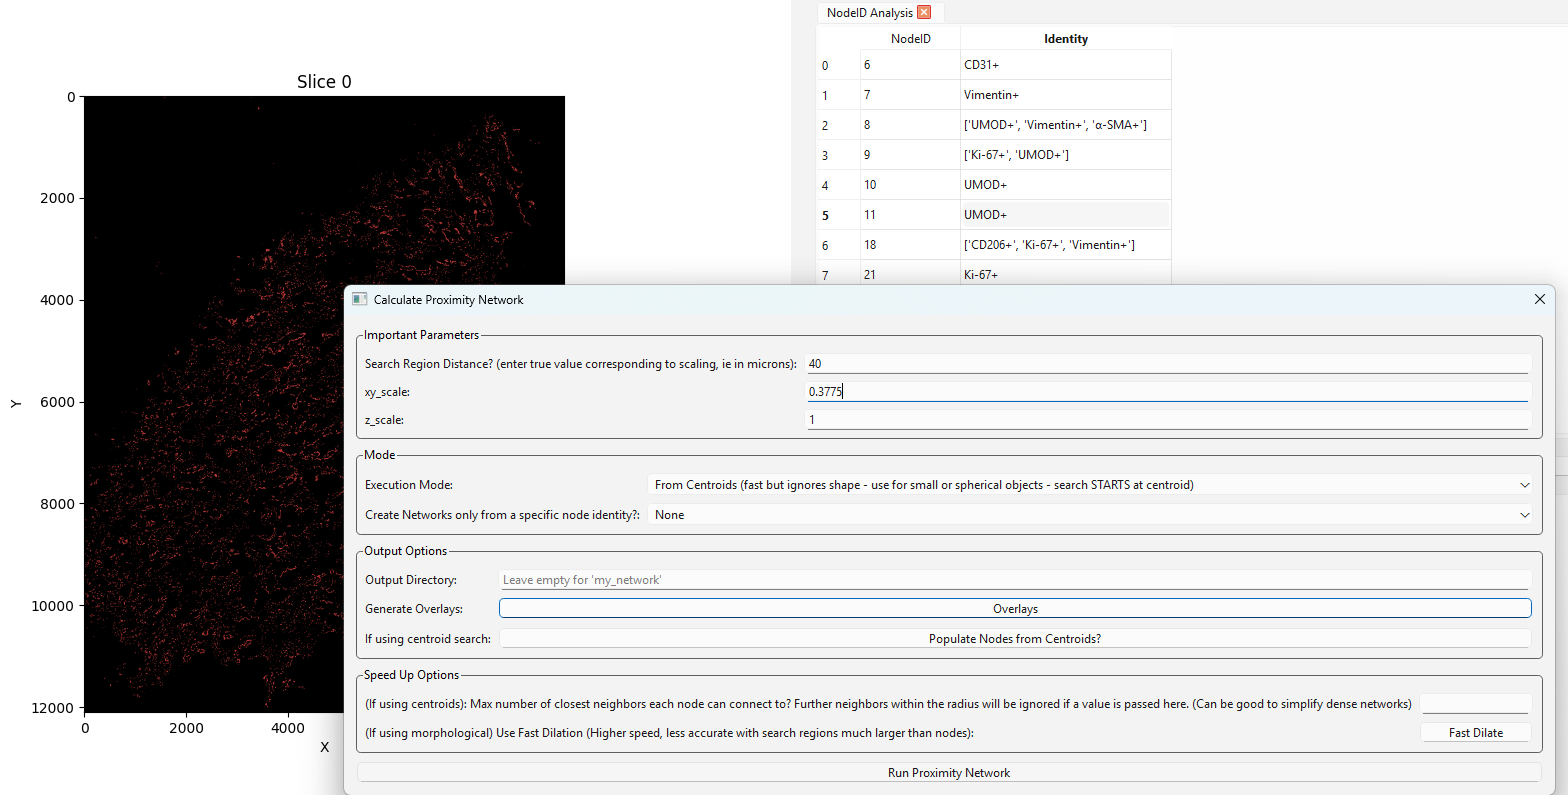 NodeID Analysis
NodeID Identity
0 6 CD31+
1 7 Vimentin+
2 8 ['UMOD+', 'Vimentin+', 'α-SMA+']
3 9 ['Ki-67+', 'UMOD+']
4 10 UMOD+
5 11 UMOD+
6 18 ['CD206+', 'Ki-67+', 'Vimentin+']
7 21 Ki-67+
Slice 0
0
2000
4000
6000
8000
10000
12000
Y
0 2000 4000
X
Calculate Proximity Network
Important Parameters
Search Region Distance? (enter true value corresponding to scaling, ie in microns): 40
xy_scale: 0.3775
z_scale: 1
Mode
Execution Mode: From Centroids (fast but ignores shape - use for small or spherical objects - search STARTS at centroid)
Create Networks only from a specific node identity?: None
Output Options
Output Directory: Leave empty for 'my_network'
Generate Overlays: Overlays
If using centroid search: Populate Nodes from Centroids?
Speed Up Options
(If using centroids): Max number of closest neighbors each node can connect to? Further neighbors within the radius will be ignored if a value is passed here. (Can be good to simplify dense networks)
(If using morphological) Use Fast Dilation (Higher speed, less accurate with search regions much larger than nodes): Fast Dilate
Run Proximity Network